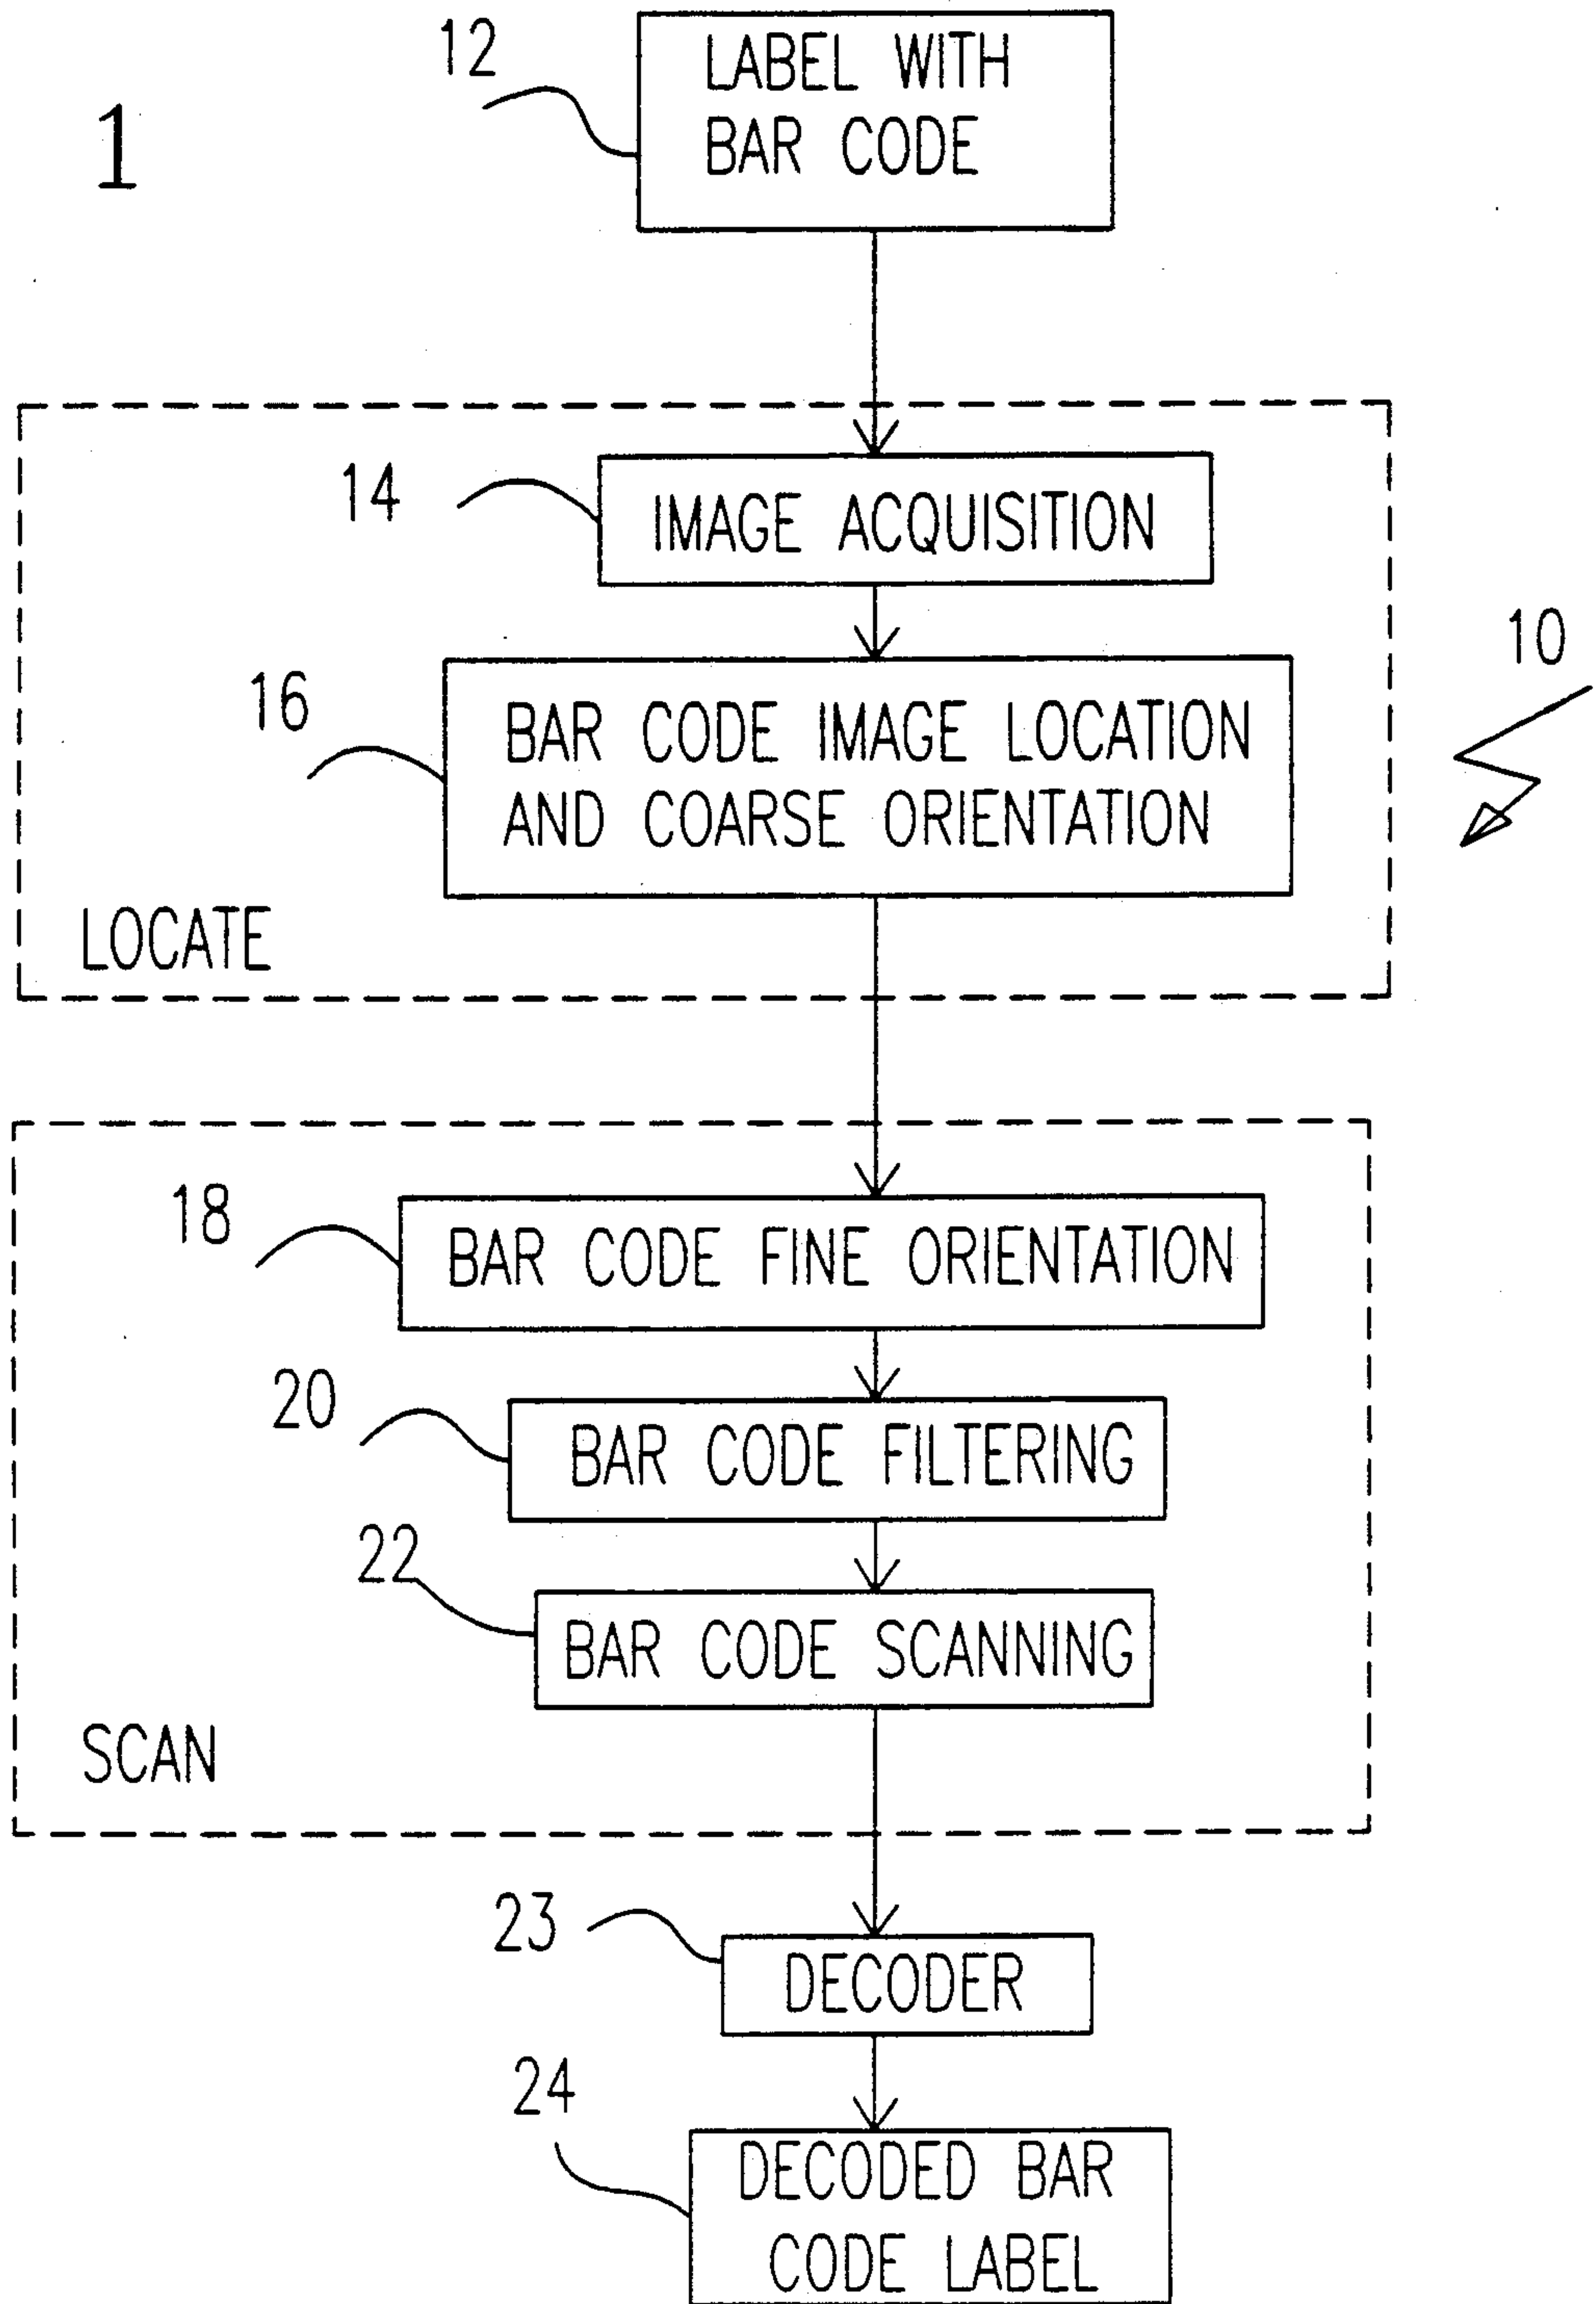 12
LABEL WITH
BAR CODE
1
14
IMAGE ACQUISITION
10
16
BAR CODE IMAGE LOCATION
AND COARSE ORIENTATION
LOCATE
18
BAR CODE FINE ORIENTATION
20
BAR CODE FILTERING
22
BAR CODE SCANNING
SCAN
23
DECODER
24
DECODED BAR
CODE LABEL